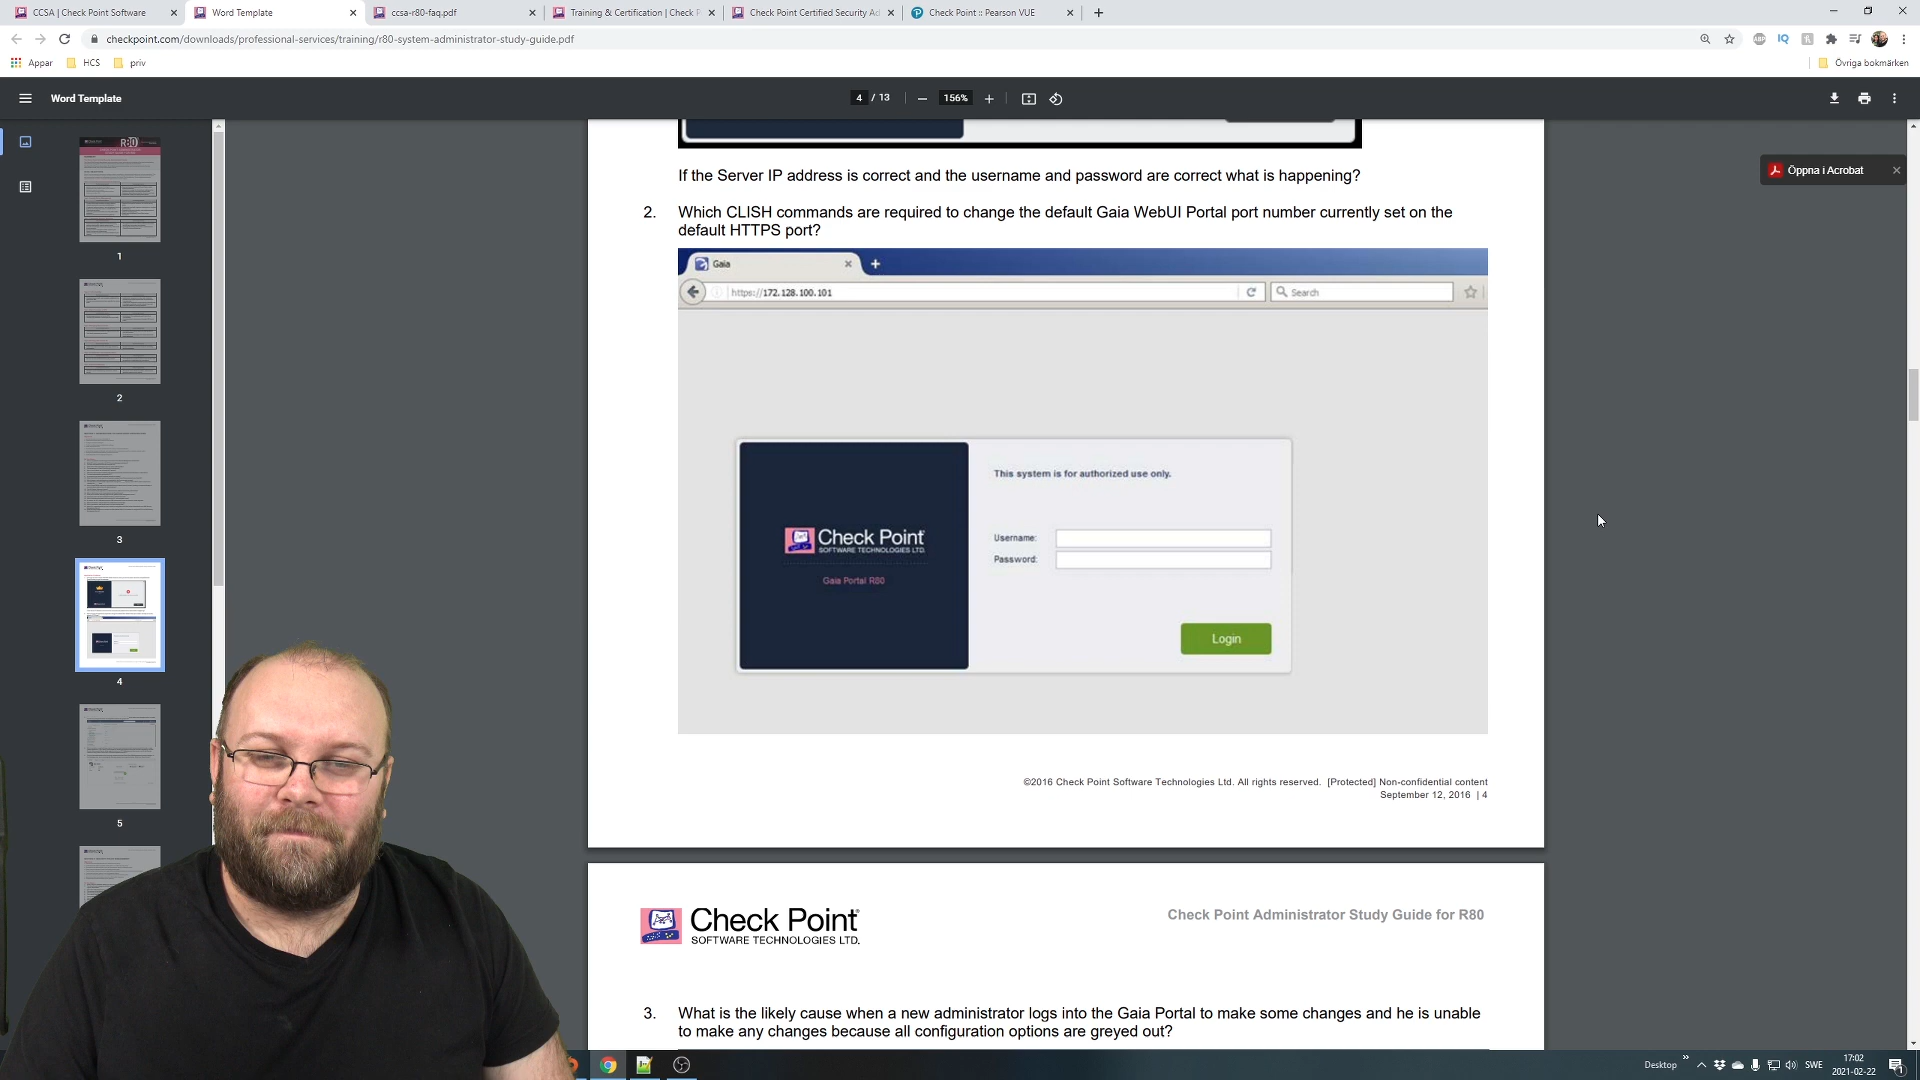 CCSA | Check Point Software
Word Template
ccsa-r80-faq.pdf
Training & Certification | Check P
Check Point Certified Security Ad
Check Point :: Pearson VUE
checkpoint.com/downloads/professional-services/training/r80-system-administrator-study-guide.pdf
ABP
IQ
Appar
HCS
priv
Övriga bokmärken
Word Template
4 / 13
156%
Öppna i Acrobat
R80
1
2
3
4
5
If the Server IP address is correct and the username and password are correct what is happening?
2. Which CLISH commands are required to change the default Gaia WebUI Portal port number currently set on the
default HTTPS port?
Gaia
https://172.128.100.101
Search
This system is for authorized use only.
Check Point
SOFTWARE TECHNOLOGIES LTD.
Gaia Portal R80
Username:
Password:
Login
©2016 Check Point Software Technologies Ltd. All rights reserved. [Protected] Non-confidential content
September 12, 2016 | 4
Check Point
SOFTWARE TECHNOLOGIES LTD.
Check Point Administrator Study Guide for R80
3. What is the likely cause when a new administrator logs into the Gaia Portal to make some changes and he is unable
to make any changes because all configuration options are greyed out?
Desktop
SWE
17:02
2021-02-22
1